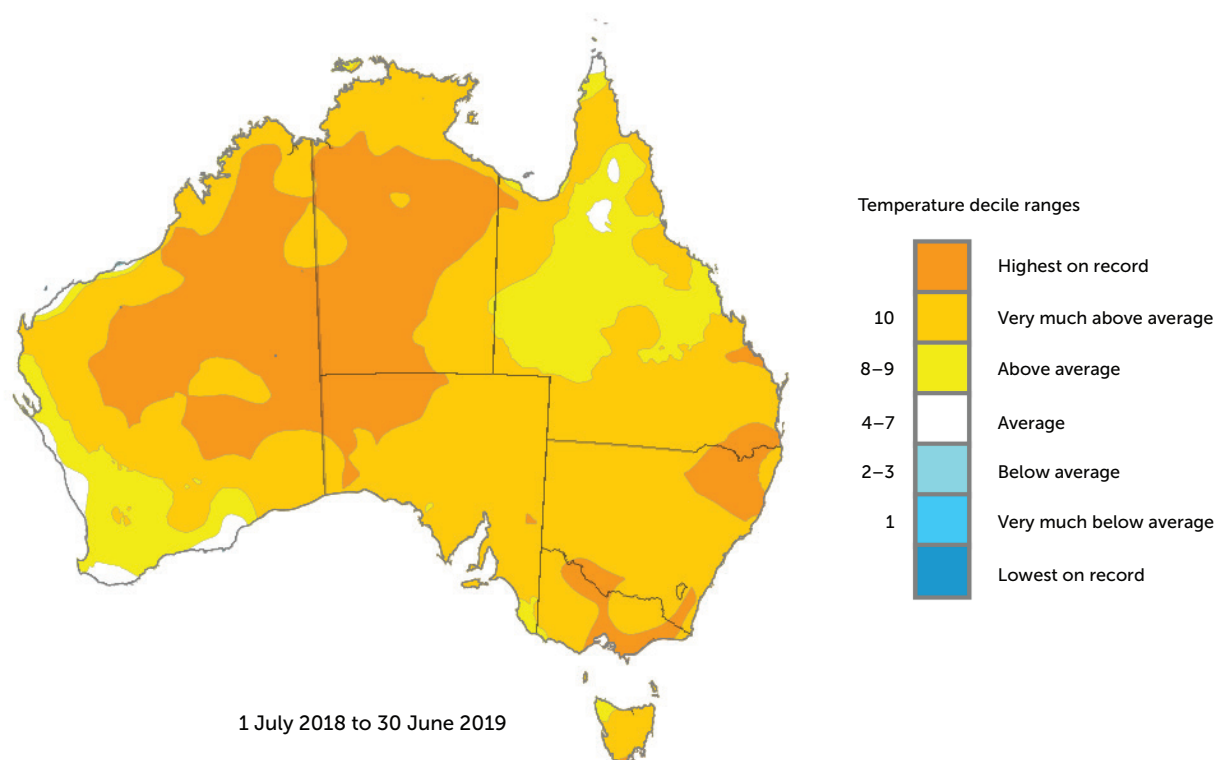 Temperature decile ranges
Highest on record
10 Very much above average
8–9 Above average
4–7 Average
2–3 Below average
1 Very much below average
Lowest on record
1 July 2018 to 30 June 2019